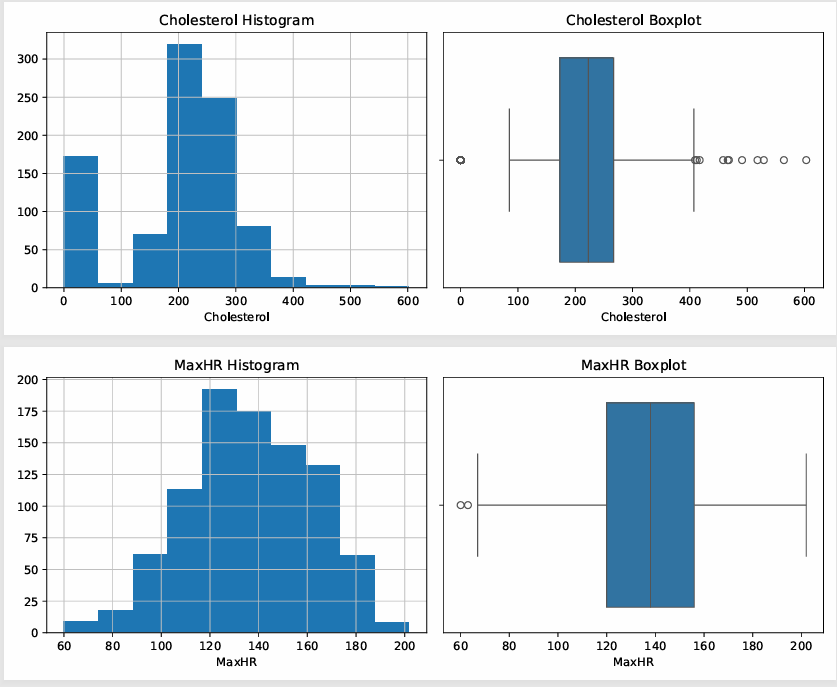 Cholesterol Histogram
300
250
200
150
100
50
0
0 100 200 300 400 500 600
Cholesterol
Cholesterol Boxplot
0 100 200 300 400 500 600
Cholesterol
MaxHR Histogram
200
175
150
125
100
75
50
25
0
60 80 100 120 140 160 180 200
MaxHR
MaxHR Boxplot
60 80 100 120 140 160 180 200
MaxHR